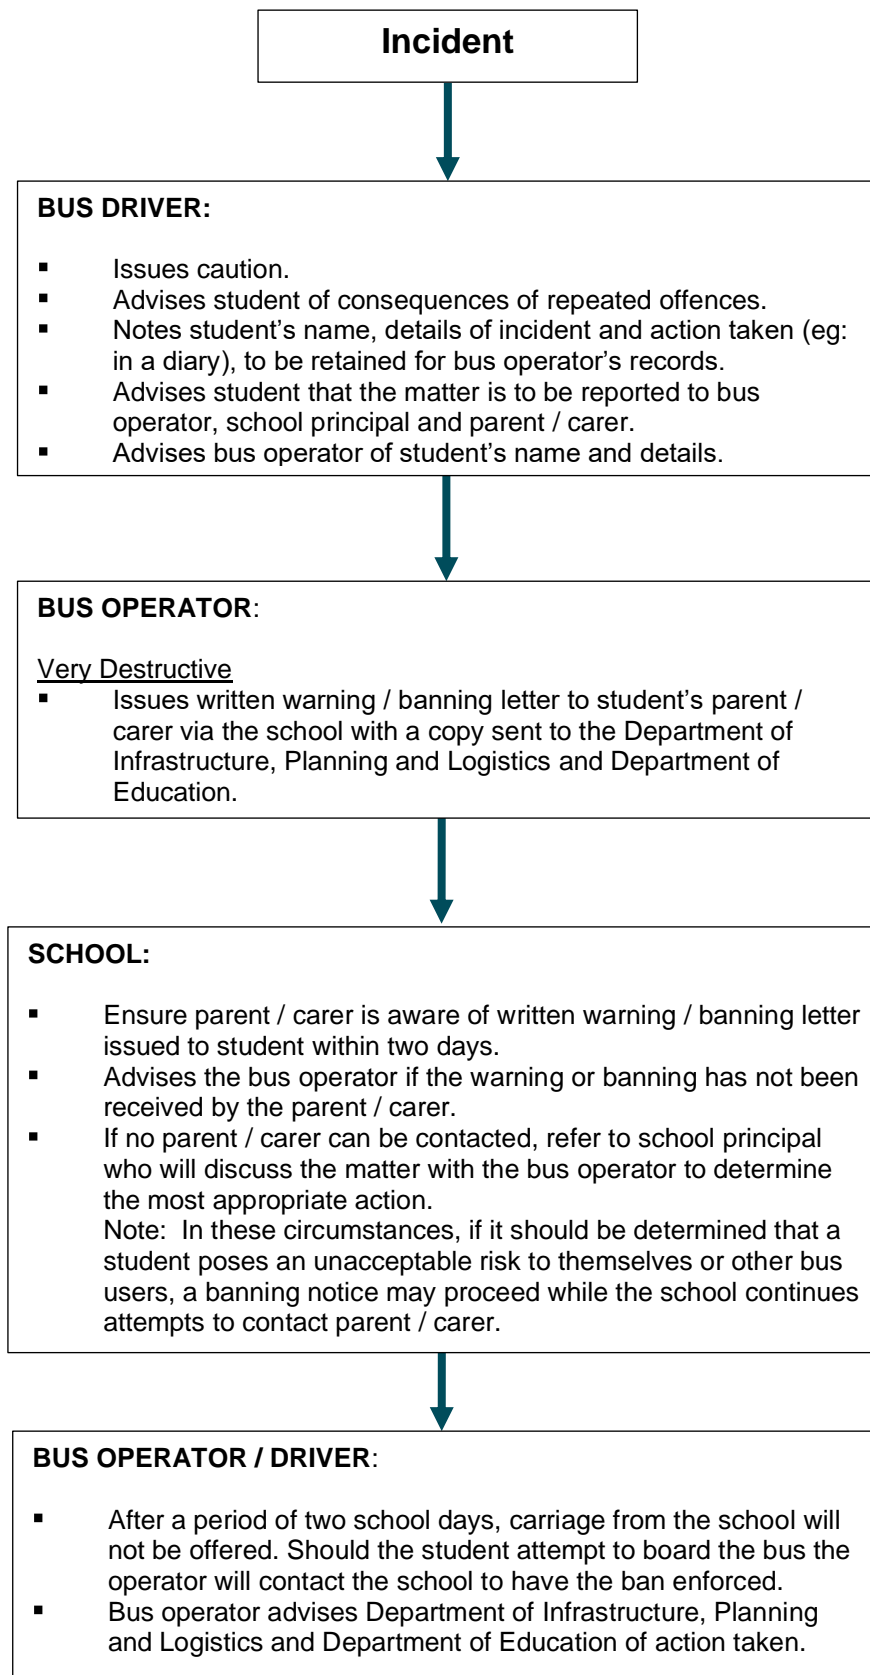 Incident
BUS DRIVER:
▪ Issues caution.
▪ Advises student of consequences of repeated offences.
▪ Notes student’s name, details of incident and action taken (eg:
in a diary), to be retained for bus operator’s records.
▪ Advises student that the matter is to be reported to bus
operator, school principal and parent / carer.
▪ Advises bus operator of student’s name and details.
BUS OPERATOR:
Very Destructive
▪ Issues written warning / banning letter to student’s parent /
carer via the school with a copy sent to the Department of
Infrastructure, Planning and Logistics and Department of
Education.
SCHOOL:
▪ Ensure parent / carer is aware of written warning / banning letter
issued to student within two days.
▪ Advises the bus operator if the warning or banning has not been
received by the parent / carer.
▪ If no parent / carer can be contacted, refer to school principal
who will discuss the matter with the bus operator to determine
the most appropriate action.
Note: In these circumstances, if it should be determined that a
student poses an unacceptable risk to themselves or other bus
users, a banning notice may proceed while the school continues
attempts to contact parent / carer.
BUS OPERATOR / DRIVER:
▪ After a period of two school days, carriage from the school will
not be offered. Should the student attempt to board the bus the
operator will contact the school to have the ban enforced.
▪ Bus operator advises Department of Infrastructure, Planning
and Logistics and Department of Education of action taken.